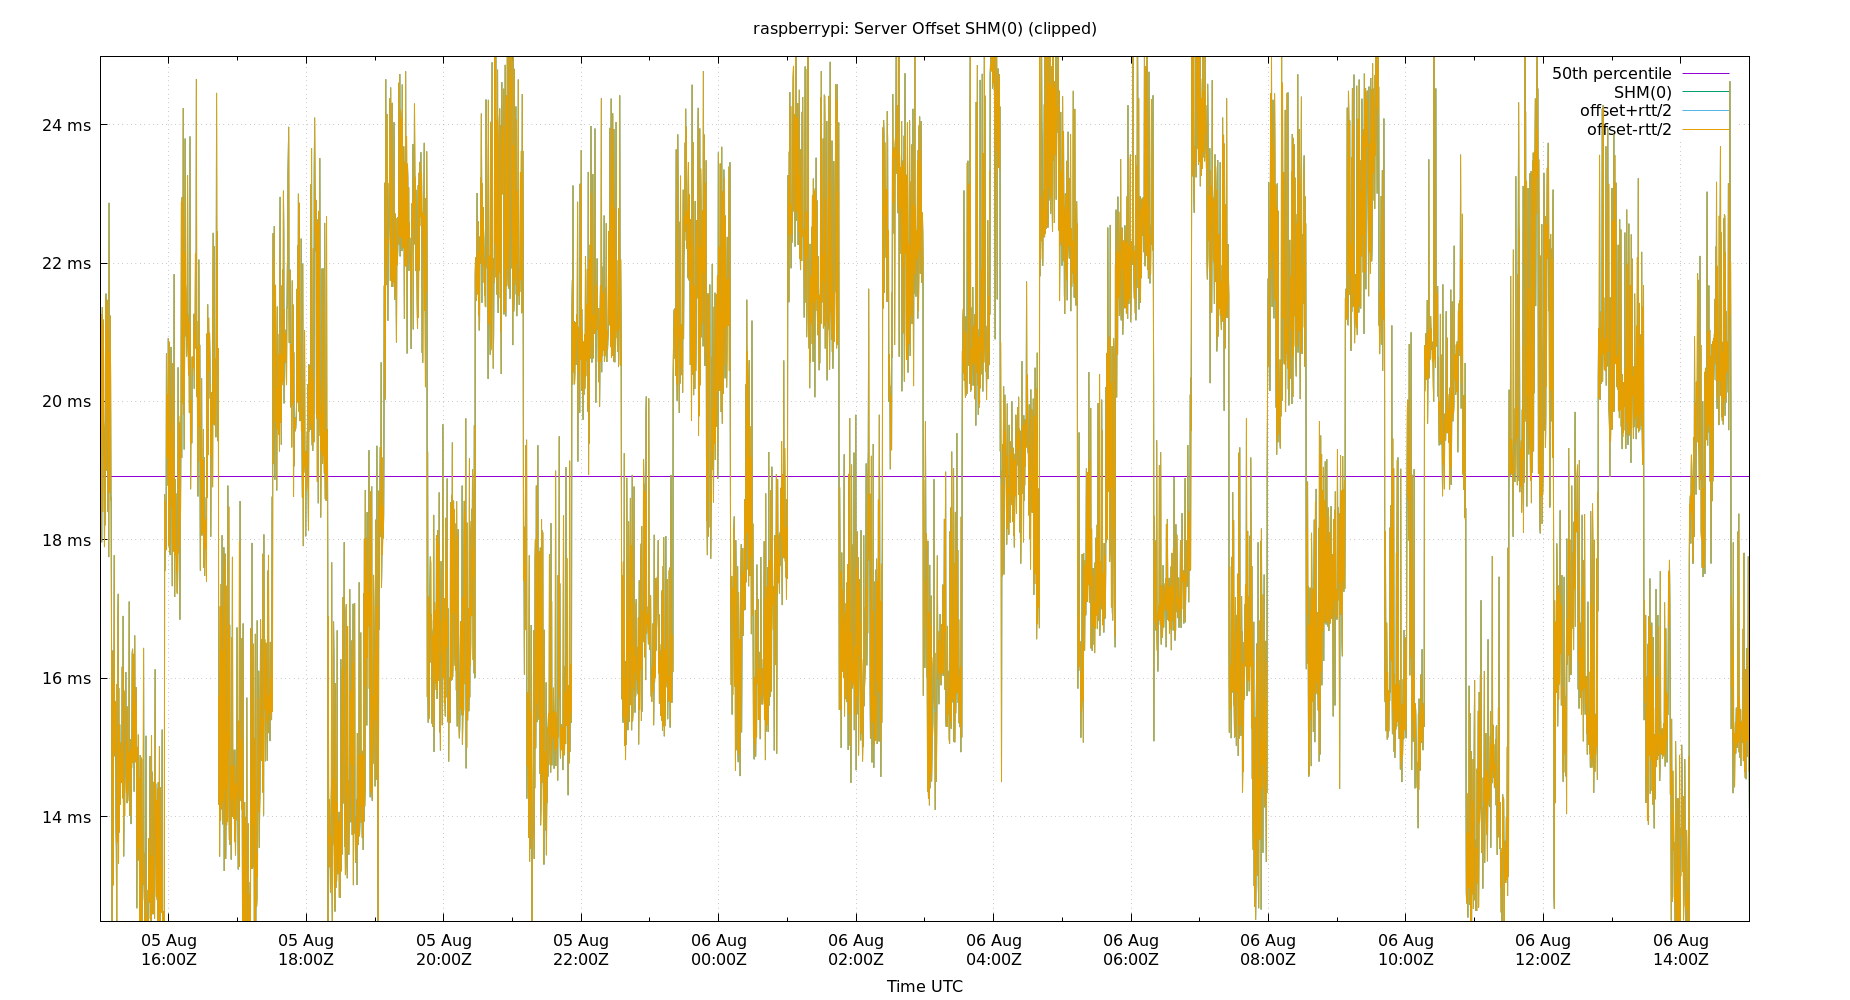 raspberrypi: Server Offset SHM(0) (clipped)
50th percentile
SHM(0)
offset+rtt/2
offset-rtt/2
24 ms
22 ms
20 ms
18 ms
16 ms
14 ms
05 Aug 05 Aug 05 Aug 05 Aug 06 Aug 06 Aug 06 Aug 06 Aug 06 Aug 06 Aug 06 Aug 06 Aug
16:00Z 18:00Z 20:00Z 22:00Z 00:00Z 02:00Z 04:00Z 06:00Z 08:00Z 10:00Z 12:00Z 14:00Z
Time UTC